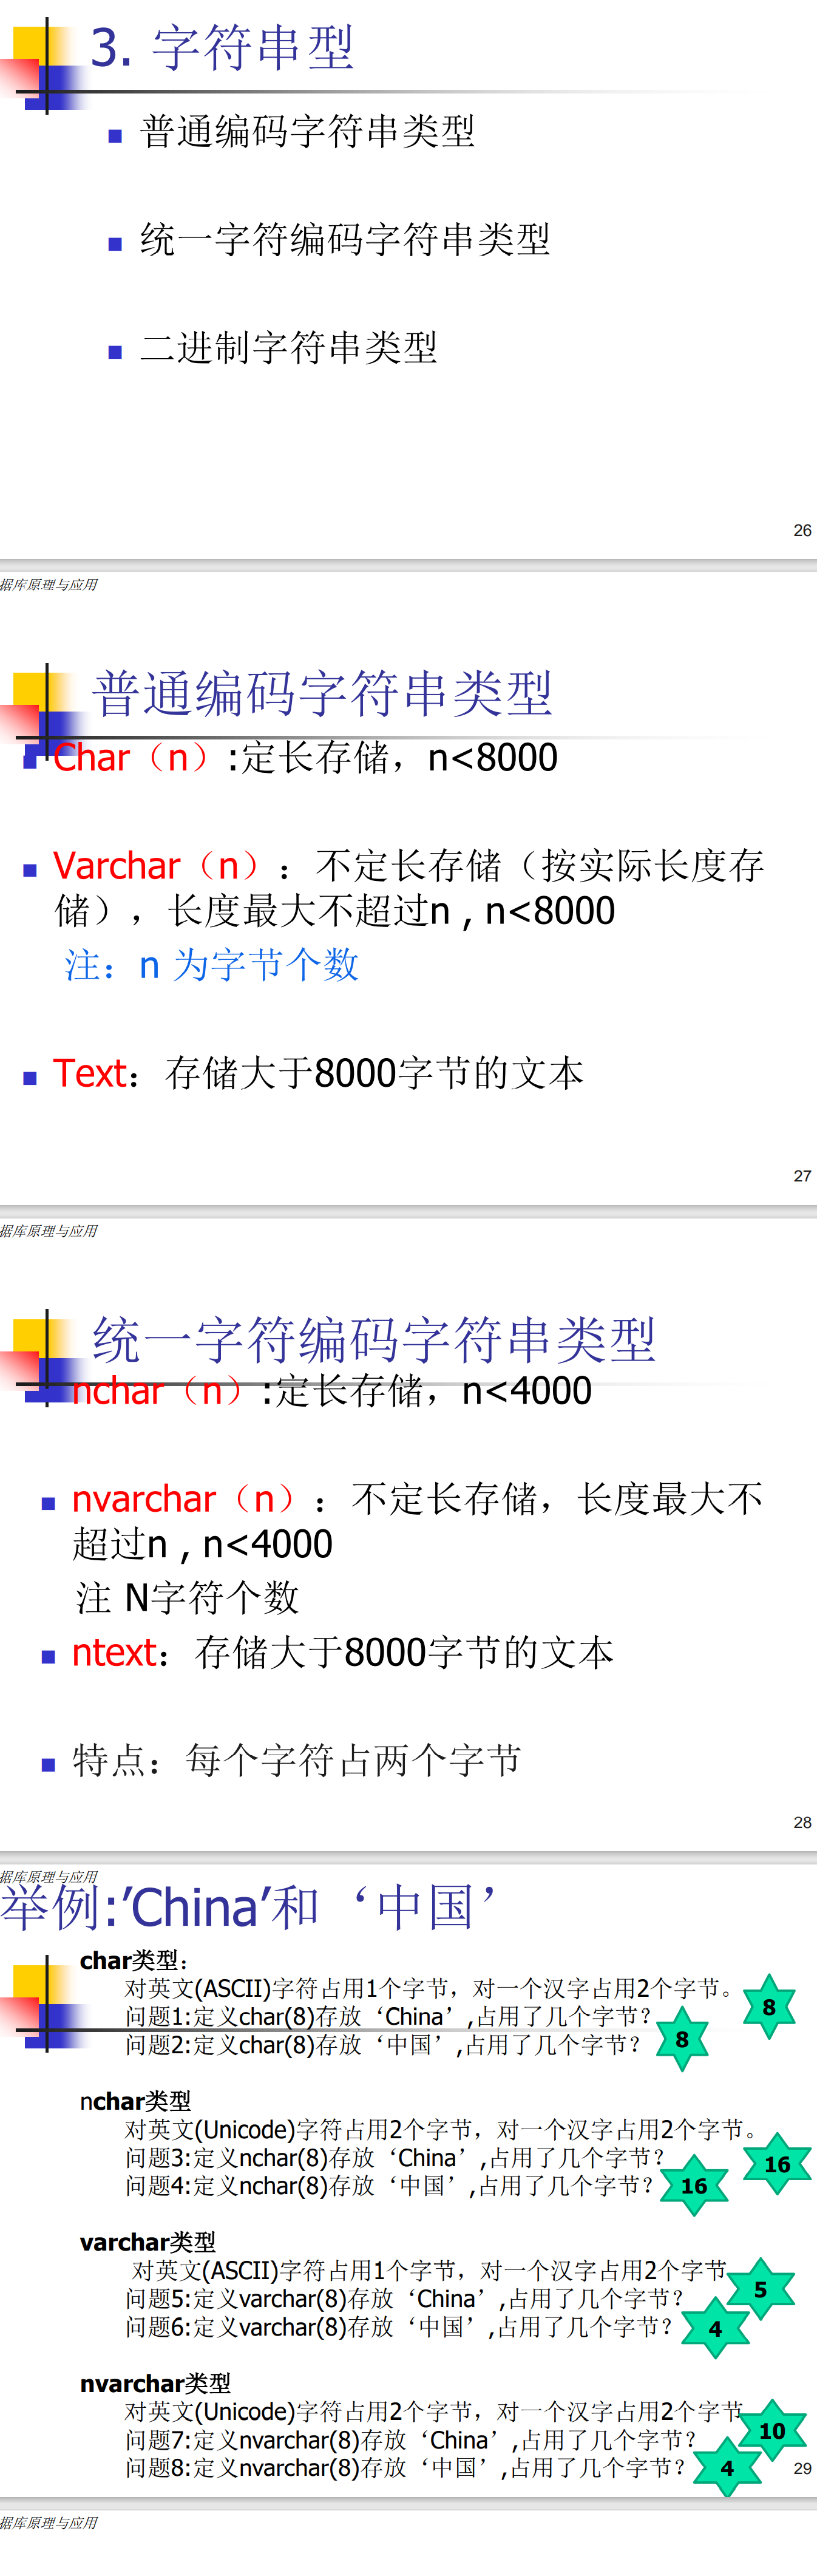 3. 字符串型
普通编码字符串类型
统一字符编码字符串类型
二进制字符串类型
26
据库原理与应用
普通编码字符串类型
Char（n）:定长存储，n<8000
Varchar（n）：不定长存储（按实际长度存
储），长度最大不超过n , n<8000
注：n 为字节个数
Text：存储大于8000字节的文本
27
据库原理与应用
统一字符编码字符串类型
nchar（n）:定长存储，n<4000
nvarchar（n）：不定长存储，长度最大不
超过n , n<4000
注 N字符个数
ntext：存储大于8000字节的文本
特点：每个字符占两个字节
28
据库原理与应用
举例:’China’和‘中国’
char类型：
对英文(ASCII)字符占用1个字节，对一个汉字占用2个字节。
问题1:定义char(8)存放‘China’,占用了几个字节? 8
问题2:定义char(8)存放‘中国’,占用了几个字节? 8
nchar类型
对英文(Unicode)字符占用2个字节，对一个汉字占用2个字节。
问题3:定义nchar(8)存放‘China’,占用了几个字节? 16
问题4:定义nchar(8)存放‘中国’,占用了几个字节? 16
varchar类型
对英文(ASCII)字符占用1个字节，对一个汉字占用2个字节
问题5:定义varchar(8)存放‘China’,占用了几个字节? 5
问题6:定义varchar(8)存放‘中国’,占用了几个字节? 4
nvarchar类型
对英文(Unicode)字符占用2个字节，对一个汉字占用2个字节
问题7:定义nvarchar(8)存放‘China’,占用了几个字节? 10
问题8:定义nvarchar(8)存放‘中国’,占用了几个字节? 4
29
据库原理与应用